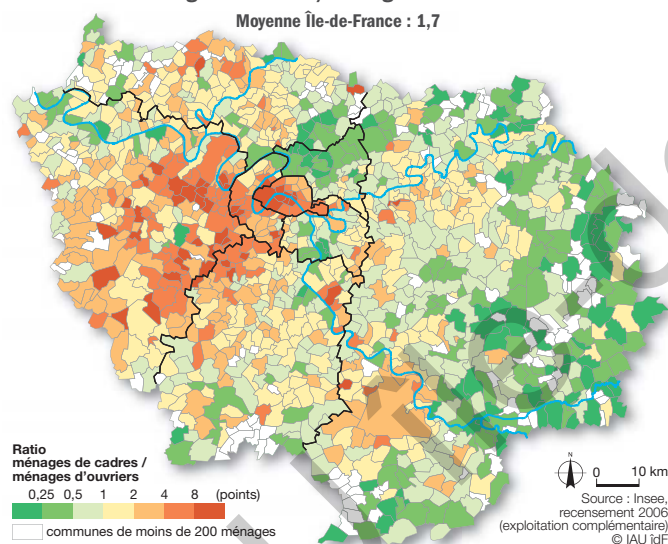 Moyenne Île-de-France : 1,7
Ratio
ménages de cadres /
ménages d'ouvriers
0,25 0,5 1 2 4 8 (points)
communes de moins de 200 ménages
N
0 10 km
Source : Insee,
recensement 2006
(exploitation complémentaire)
© IAU îdF